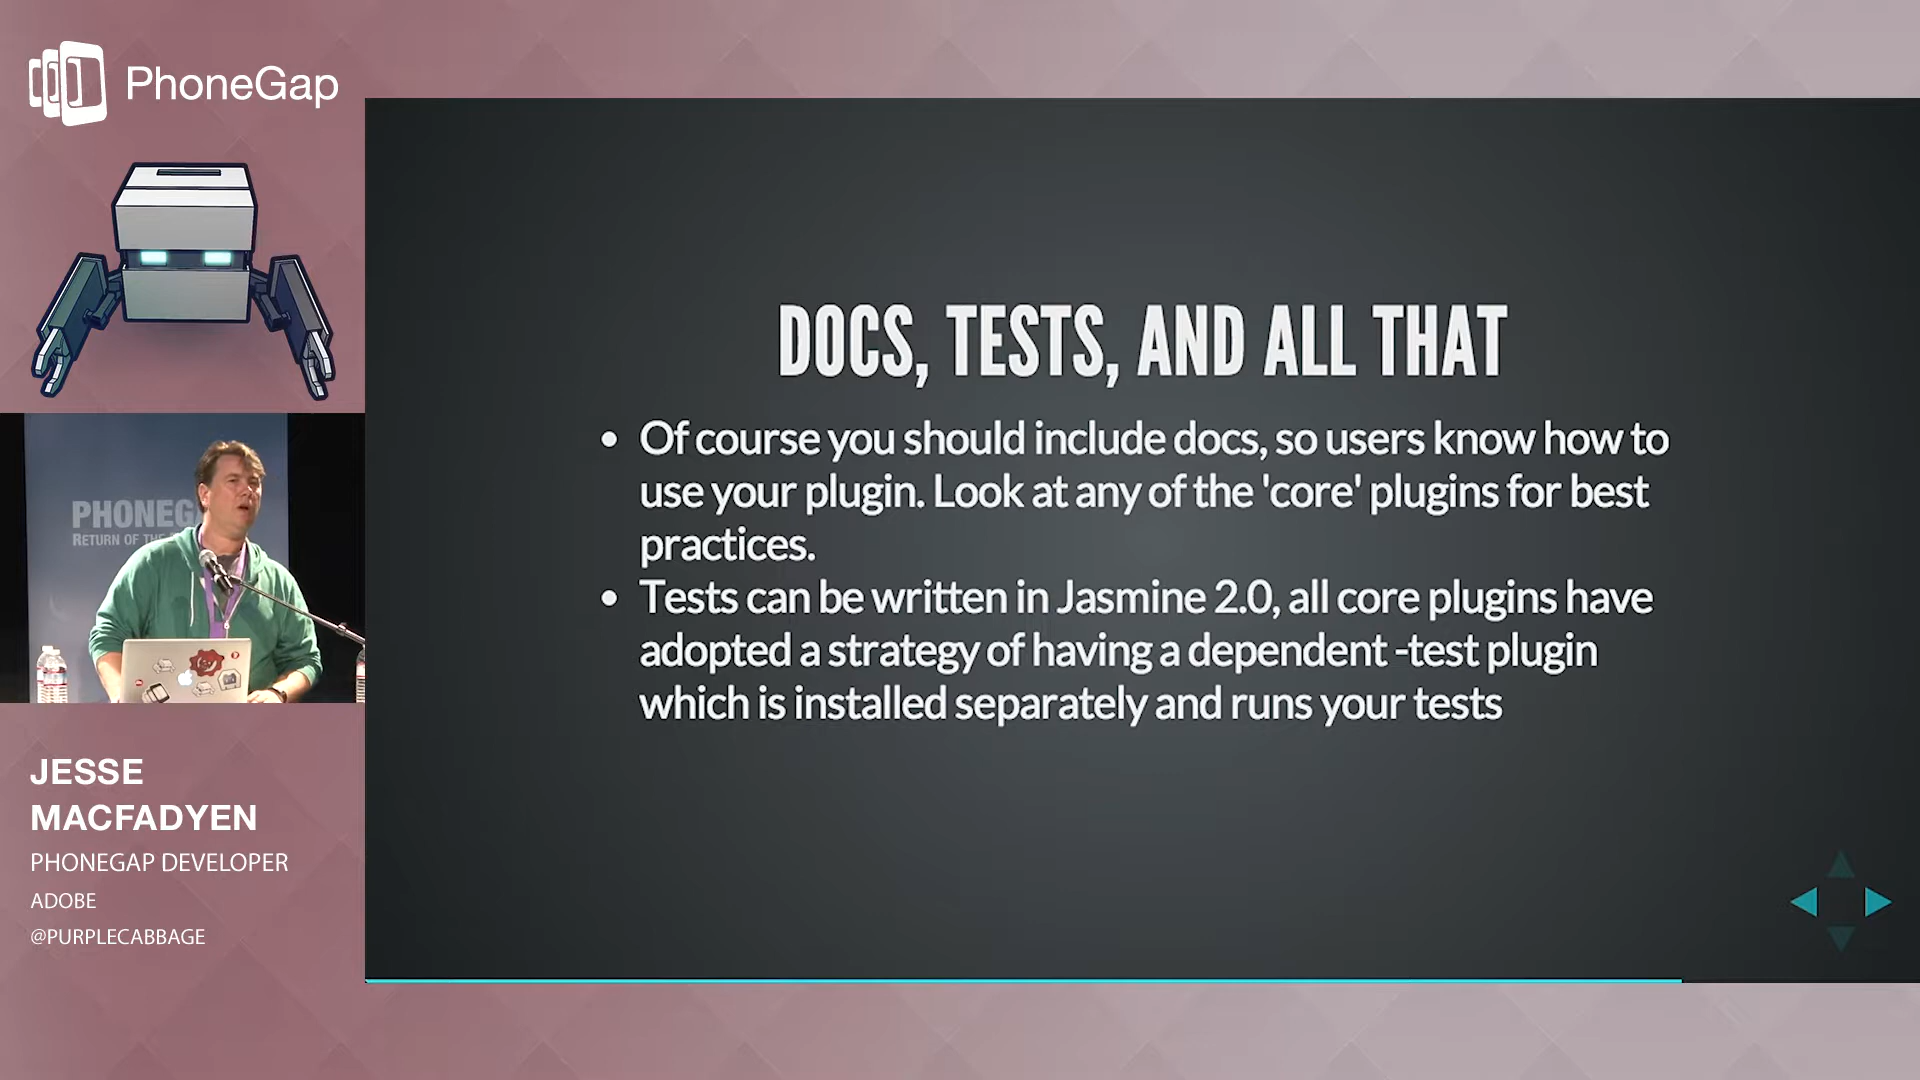 PhoneGap
PHONEG
RETURN OF THE
JESSE
MACFADYEN
PHONEGAP DEVELOPER
ADOBE
@PURPLECABBAGE
DOCS, TESTS, AND ALL THAT
• Of course you should include docs, so users know how to
use your plugin. Look at any of the 'core' plugins for best
practices.
• Tests can be written in Jasmine 2.0, all core plugins have
adopted a strategy of having a dependent -test plugin
which is installed separately and runs your tests